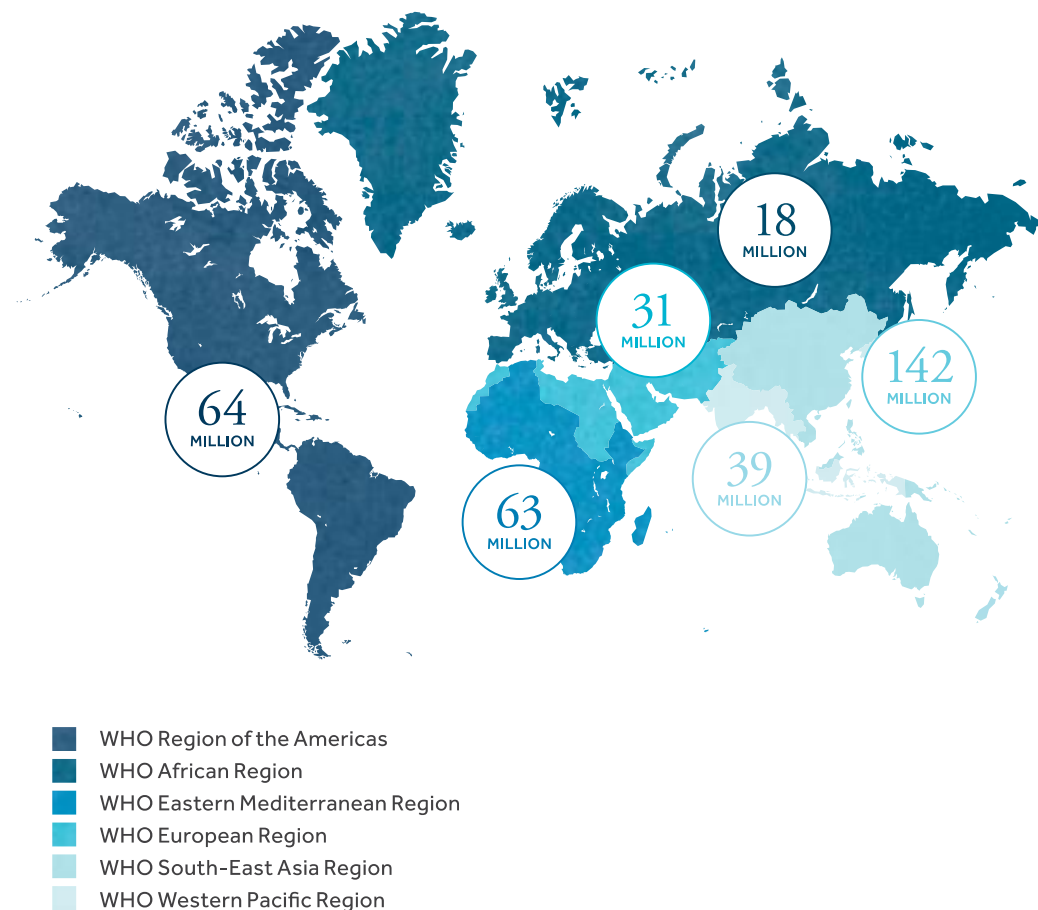 18
MILLION
31
MILLION
142
MILLION
64
MILLION
39
MILLION
63
MILLION
WHO Region of the Americas
WHO African Region
WHO Eastern Mediterranean Region
WHO European Region
WHO South-East Asia Region
WHO Western Pacific Region